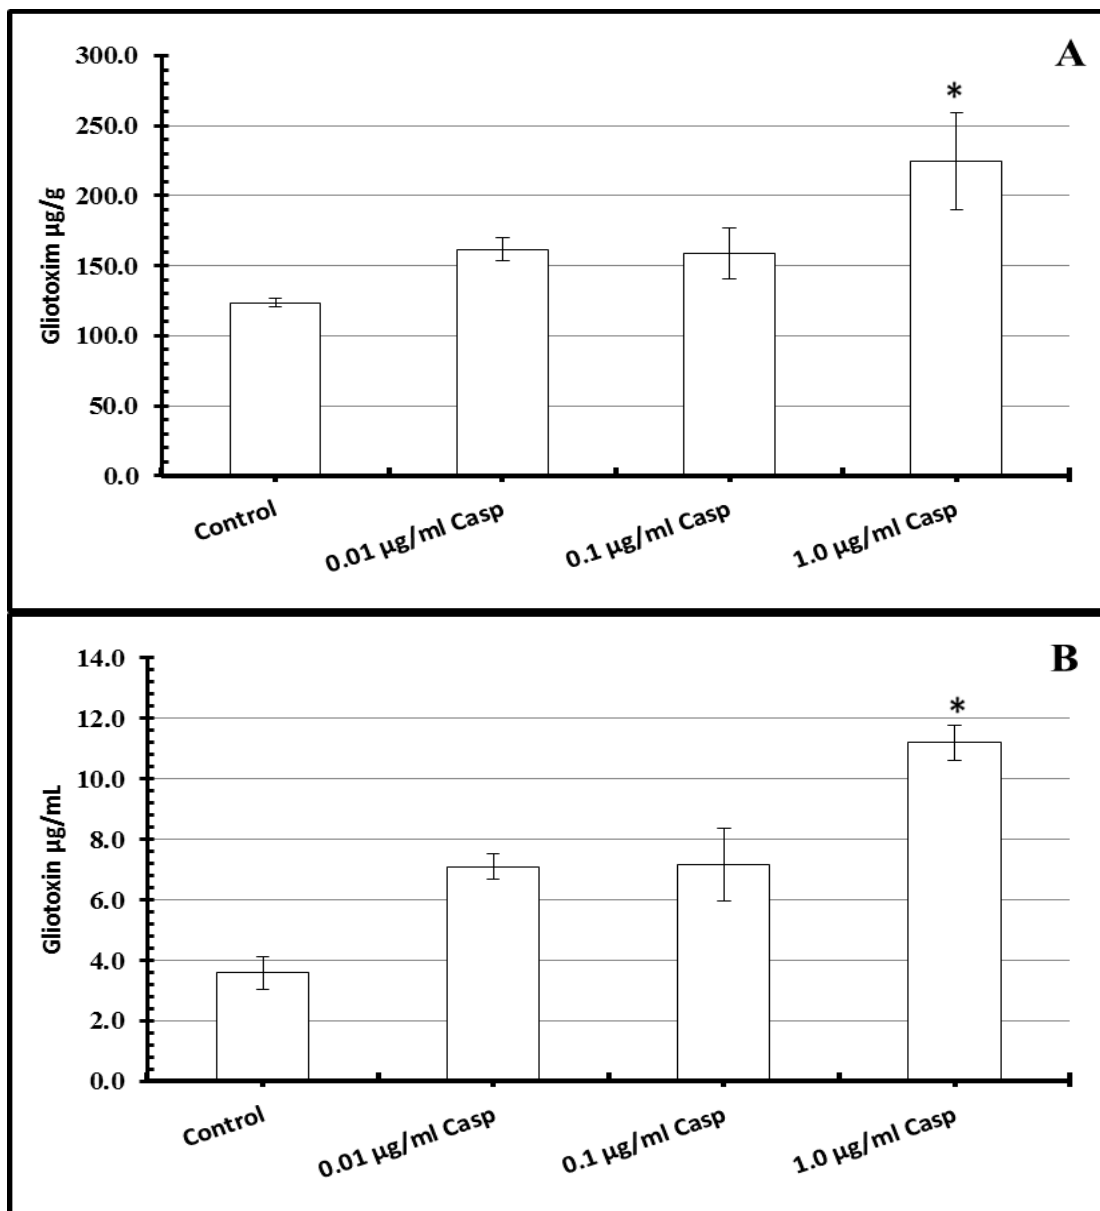 A
300.0
*
250.0
200.0
150.0
100.0
50.0
0.0
Gliotoxim µg/g
Control
0.01 µg/ml Casp
0.1 µg/ml Casp
1.0 µg/ml Casp
B
14.0
*
12.0
10.0
8.0
6.0
4.0
2.0
0.0
Gliotoxin µg/mL
Control
0.01 µg/ml Casp
0.1 µg/ml Casp
1.0 µg/ml Casp